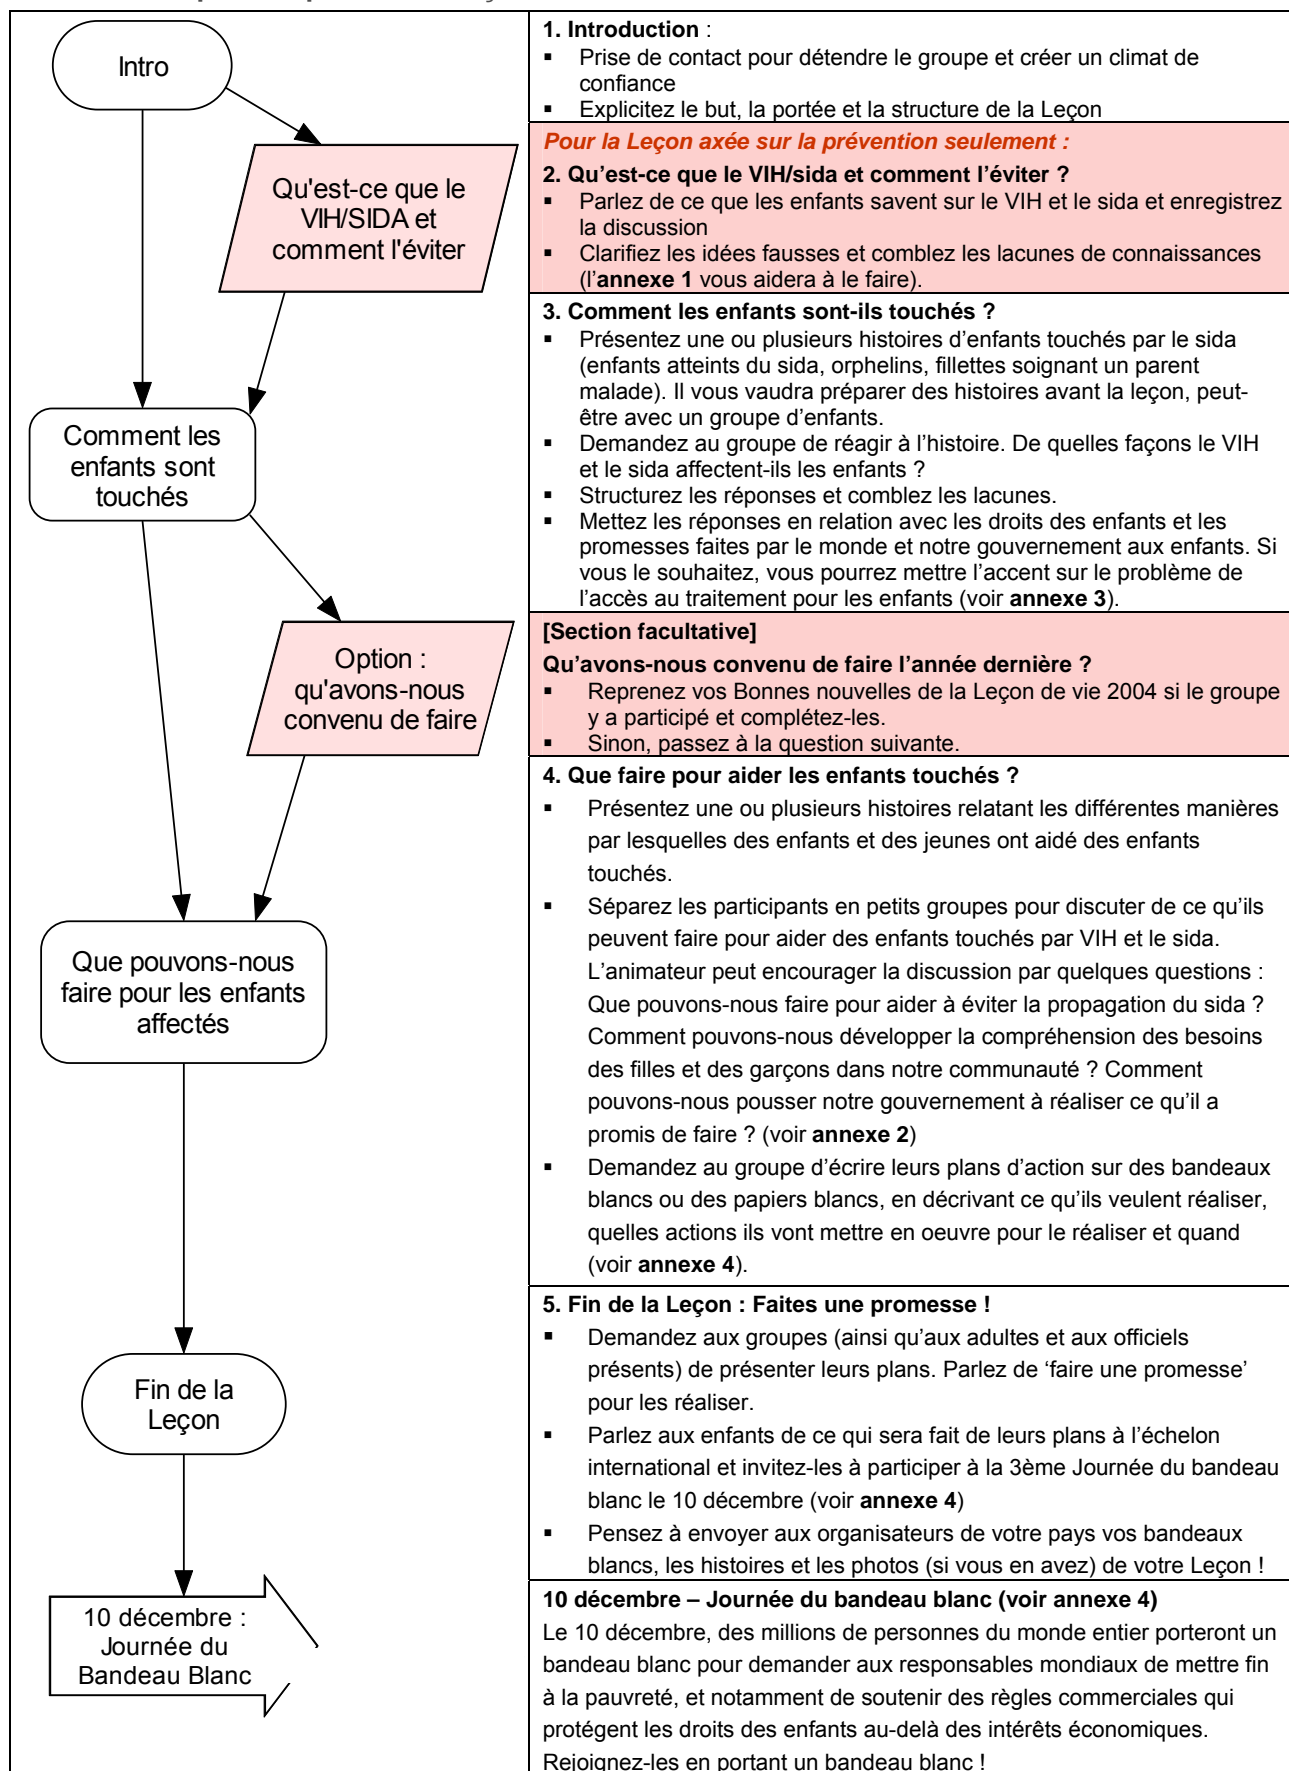 Intro
Qu'est-ce que le
VIH/SIDA et
comment l'éviter
Comment les
enfants sont
touchés
Option :
qu'avons-nous
convenu de faire
Que pouvons-nous
faire pour les enfants
affectés
Fin de la
Leçon
10 décembre :
Journée du
Bandeau Blanc
1. Introduction :
▪ Prise de contact pour détendre le groupe et créer un climat de
confiance
▪ Explicitez le but, la portée et la structure de la Leçon
Pour la Leçon axée sur la prévention seulement :
2. Qu’est-ce que le VIH/sida et comment l’éviter ?
▪ Parlez de ce que les enfants savent sur le VIH et le sida et enregistrez
la discussion
▪ Clarifiez les idées fausses et comblez les lacunes de connaissances
(l’annexe 1 vous aidera à le faire).
3. Comment les enfants sont-ils touchés ?
▪ Présentez une ou plusieurs histoires d’enfants touchés par le sida
(enfants atteints du sida, orphelins, fillettes soignant un parent
malade). Il vous vaudra préparer des histoires avant la leçon, peut-
être avec un groupe d’enfants.
▪ Demandez au groupe de réagir à l’histoire. De quelles façons le VIH
et le sida affectent-ils les enfants ?
▪ Structurez les réponses et comblez les lacunes.
▪ Mettez les réponses en relation avec les droits des enfants et les
promesses faites par le monde et notre gouvernement aux enfants. Si
vous le souhaitez, vous pourrez mettre l’accent sur le problème de
l’accès au traitement pour les enfants (voir annexe 3).
[Section facultative]
Qu’avons-nous convenu de faire l’année dernière ?
▪ Reprenez vos Bonnes nouvelles de la Leçon de vie 2004 si le groupe
y a participé et complétez-les.
▪ Sinon, passez à la question suivante.
4. Que faire pour aider les enfants touchés ?
▪ Présentez une ou plusieurs histoires relatant les différentes manières
par lesquelles des enfants et des jeunes ont aidé des enfants
touchés.
▪ Séparez les participants en petits groupes pour discuter de ce qu’ils
peuvent faire pour aider des enfants touchés par VIH et le sida.
L’animateur peut encourager la discussion par quelques questions :
Que pouvons-nous faire pour aider à éviter la propagation du sida ?
Comment pouvons-nous développer la compréhension des besoins
des filles et des garçons dans notre communauté ? Comment
pouvons-nous pousser notre gouvernement à réaliser ce qu’il a
promis de faire ? (voir annexe 2)
▪ Demandez au groupe d’écrire leurs plans d’action sur des bandeaux
blancs ou des papiers blancs, en décrivant ce qu’ils veulent réaliser,
quelles actions ils vont mettre en oeuvre pour le réaliser et quand
(voir annexe 4).
5. Fin de la Leçon : Faites une promesse !
▪ Demandez aux groupes (ainsi qu’aux adultes et aux officiels
présents) de présenter leurs plans. Parlez de ‘faire une promesse’
pour les réaliser.
▪ Parlez aux enfants de ce qui sera fait de leurs plans à l’échelon
international et invitez-les à participer à la 3ème Journée du bandeau
blanc le 10 décembre (voir annexe 4)
▪ Pensez à envoyer aux organisateurs de votre pays vos bandeaux
blancs, les histoires et les photos (si vous en avez) de votre Leçon !
10 décembre – Journée du bandeau blanc (voir annexe 4)
Le 10 décembre, des millions de personnes du monde entier porteront un
bandeau blanc pour demander aux responsables mondiaux de mettre fin
à la pauvreté, et notamment de soutenir des règles commerciales qui
protégent les droits des enfants au-delà des intérêts économiques.
Rejoignez-les en portant un bandeau blanc !